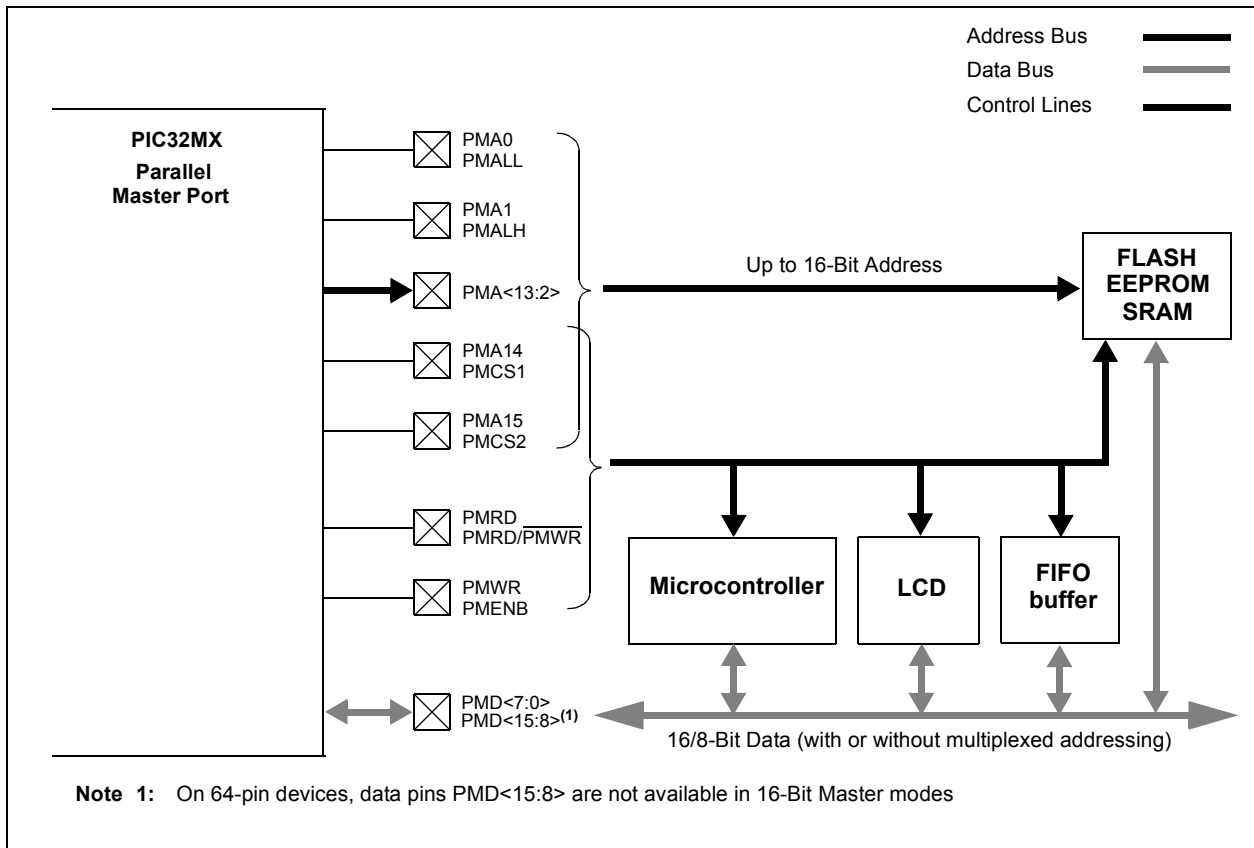 Address Bus
Data Bus
Control Lines
PIC32MX
Parallel
Master Port
PMA0
PMALL
PMA1
PMALH
PMA<13:2>
PMA14
PMCS1
PMA15
PMCS2
PMRD
PMRD/PMWR
PMWR
PMENB
PMD<7:0>
PMD<15:8>(1)
Up to 16-Bit Address
FLASH
EEPROM
SRAM
Microcontroller
LCD
FIFO
buffer
16/8-Bit Data (with or without multiplexed addressing)
Note 1: On 64-pin devices, data pins PMD<15:8> are not available in 16-Bit Master modes